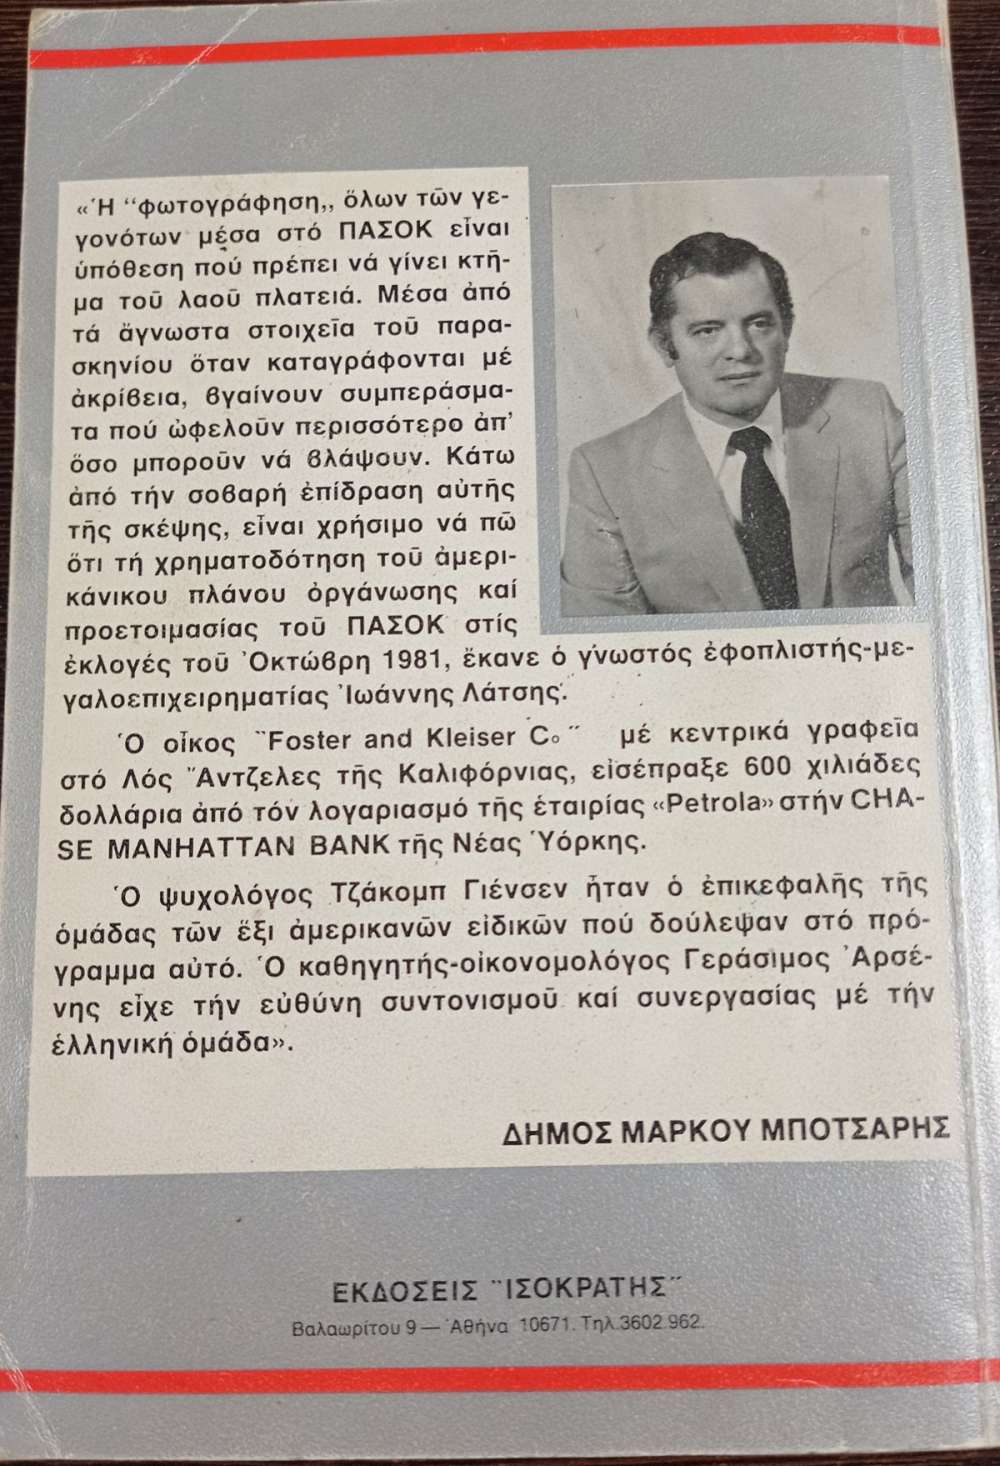 «Ἡ ‘‘φωτογράφηση,, ὅλων τῶν γε-
γονότων μέσα στό ΠΑΣΟΚ εἶναι
ὑπόθεση πού πρέπει νά γίνει κτῆ-
μα τοῦ λαοῦ πλατειά. Μέσα ἀπό
τά ἄγνωστα στοιχεῖα τοῦ παρα-
σκηνίου ὅταν καταγράφονται μέ
ἀκρίβεια, βγαίνουν συμπεράσμα-
τα πού ὠφελοῦν περισσότερο ἀπ’
ὅσο μποροῦν νά βλάψουν. Κάτω
ἀπό τήν σοβαρή ἐπίδραση αὐτῆς
τῆς σκέψης, εἶναι χρήσιμο νά πῶ
ὅτι τή χρηματοδότηση τοῦ ἀμερι-
κάνικου πλάνου ὀργάνωσης καί
προετοιμασίας τοῦ ΠΑΣΟΚ στίς
ἐκλογές τοῦ Ὀκτώβρη 1981, ἔκανε ὁ γνωστός ἐφοπλιστής-με-
γαλοεπιχειρηματίας Ἰωάννης Λάτσης.
Ὁ οἶκος "Foster and Kleiser Co" μέ κεντρικά γραφεῖα
στό Λός Ἄντζελες τῆς Καλιφόρνιας, εἰσέπραξε 600 χιλιάδες
δολλάρια ἀπό τόν λογαριασμό τῆς ἑταιρίας «Petrola» στήν CHA-
SE MANHATTAN BANK τῆς Νέας Ὑόρκης.
Ὁ ψυχολόγος Τζάκομπ Γιένσεν ἦταν ὁ ἐπικεφαλῆς τῆς
ὁμάδας τῶν ἕξι ἀμερικανῶν εἰδικῶν πού δούλεψαν στό πρό-
γραμμα αὐτό. Ὁ καθηγητής-οἰκονομολόγος Γεράσιμος Ἀρσέ-
νης εἶχε τήν εὐθύνη συντονισμοῦ καί συνεργασίας μέ τήν
ἑλληνική ὁμάδα».
ΔΗΜΟΣ ΜΑΡΚΟΥ ΜΠΟΤΣΑΡΗΣ
ΕΚΔΟΣΕΙΣ "ΙΣΟΚΡΑΤΗΣ"
Βαλαωρίτου 9 — Ἀθήνα 10671. Τηλ.3602.962.